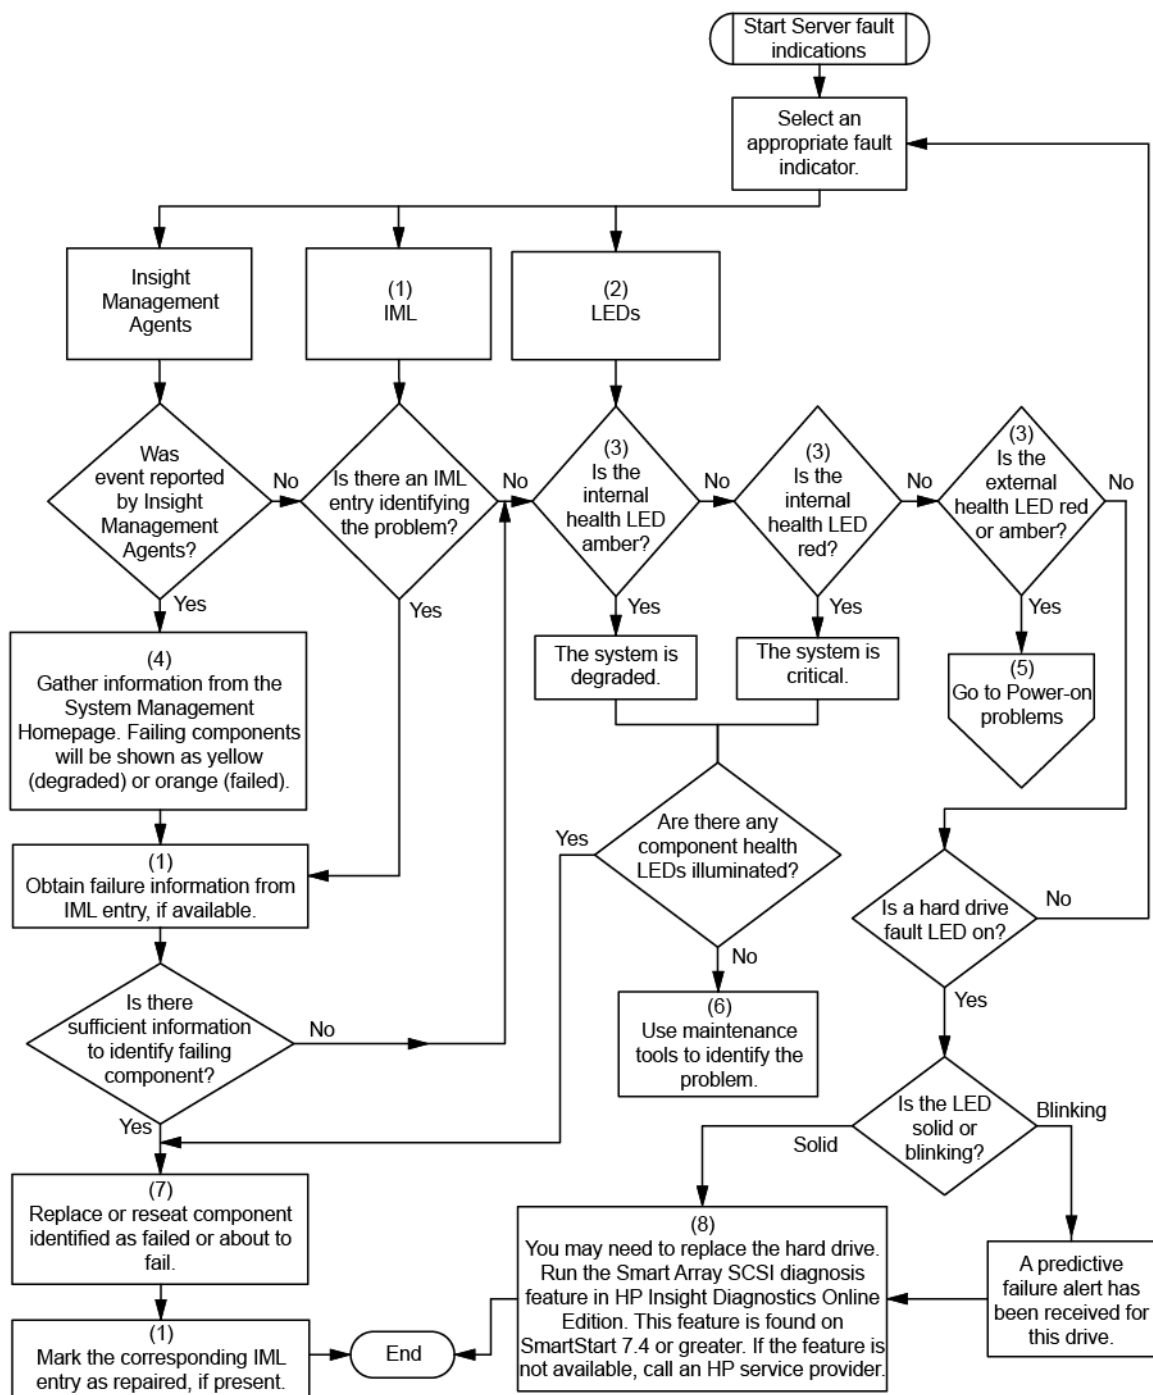 Start Server fault
indications
Select an
appropriate fault
indicator.
Insight
Management
Agents
(1)
IML
(2)
LEDs
Was
event reported
by Insight
Management
Agents?
No
Yes
Is there an IML
entry identifying
the problem?
No
Yes
(3)
Is the
internal
health LED
amber?
No
Yes
(3)
Is the
internal
health LED
red?
No
Yes
(3)
Is the
external
health LED red
or amber?
No
Yes
(4)
Gather information from the
System Management
Homepage. Failing components
will be shown as yellow
(degraded) or orange (failed).
The system is
degraded.
The system is
critical.
(5)
Go to Power-on
problems
(1)
Obtain failure information from
IML entry, if available.
Yes
Are there any
component health
LEDs illuminated?
No
Is a hard drive
fault LED on?
No
Yes
Is there
sufficient information
to identify failing
component?
No
Yes
(6)
Use maintenance
tools to identify the
problem.
Is the LED
solid or
blinking?
Blinking
Solid
(7)
Replace or reseat component
identified as failed or about to
fail.
(8)
You may need to replace the hard drive.
Run the Smart Array SCSI diagnosis
feature in HP Insight Diagnostics Online
Edition. This feature is found on
SmartStart 7.4 or greater. If the feature is
not available, call an HP service provider.
A predictive
failure alert has
been received for
this drive.
(1)
Mark the corresponding IML
entry as repaired, if present.
End